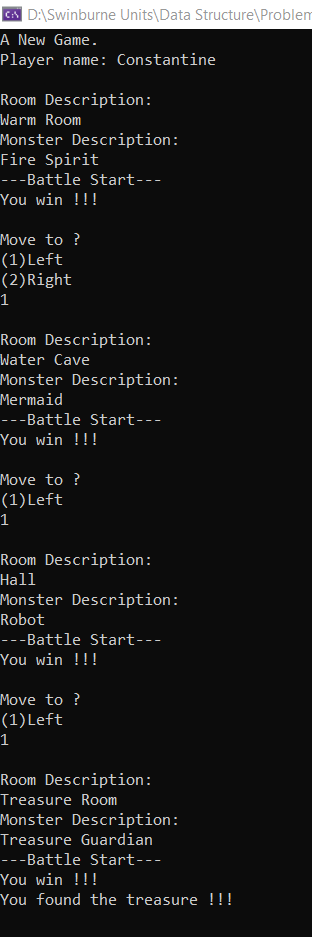 D:\Swinburne Units\Data Structure\Problem
A New Game.
Player name: Constantine
Room Description:
Warm Room
Monster Description:
Fire Spirit
---Battle Start---
You win !!!
Move to ?
(1)Left
(2)Right
1
Room Description:
Water Cave
Monster Description:
Mermaid
---Battle Start---
You win !!!
Move to ?
(1)Left
1
Room Description:
Hall
Monster Description:
Robot
---Battle Start---
You win !!!
Move to ?
(1)Left
1
Room Description:
Treasure Room
Monster Description:
Treasure Guardian
---Battle Start---
You win !!!
You found the treasure !!!